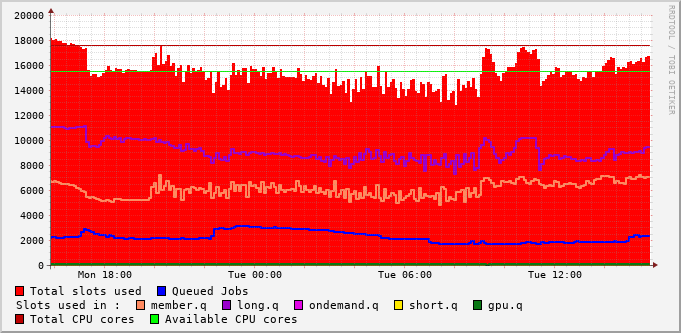 20000
18000
16000
14000
12000
10000
8000
6000
4000
2000
0
Mon 18:00 Tue 00:00 Tue 06:00 Tue 12:00
RRDTOOL / TOBI OETIKER
Total slots used Queued Jobs
Slots used in : member.q long.q ondemand.q short.q gpu.q
Total CPU cores Available CPU cores